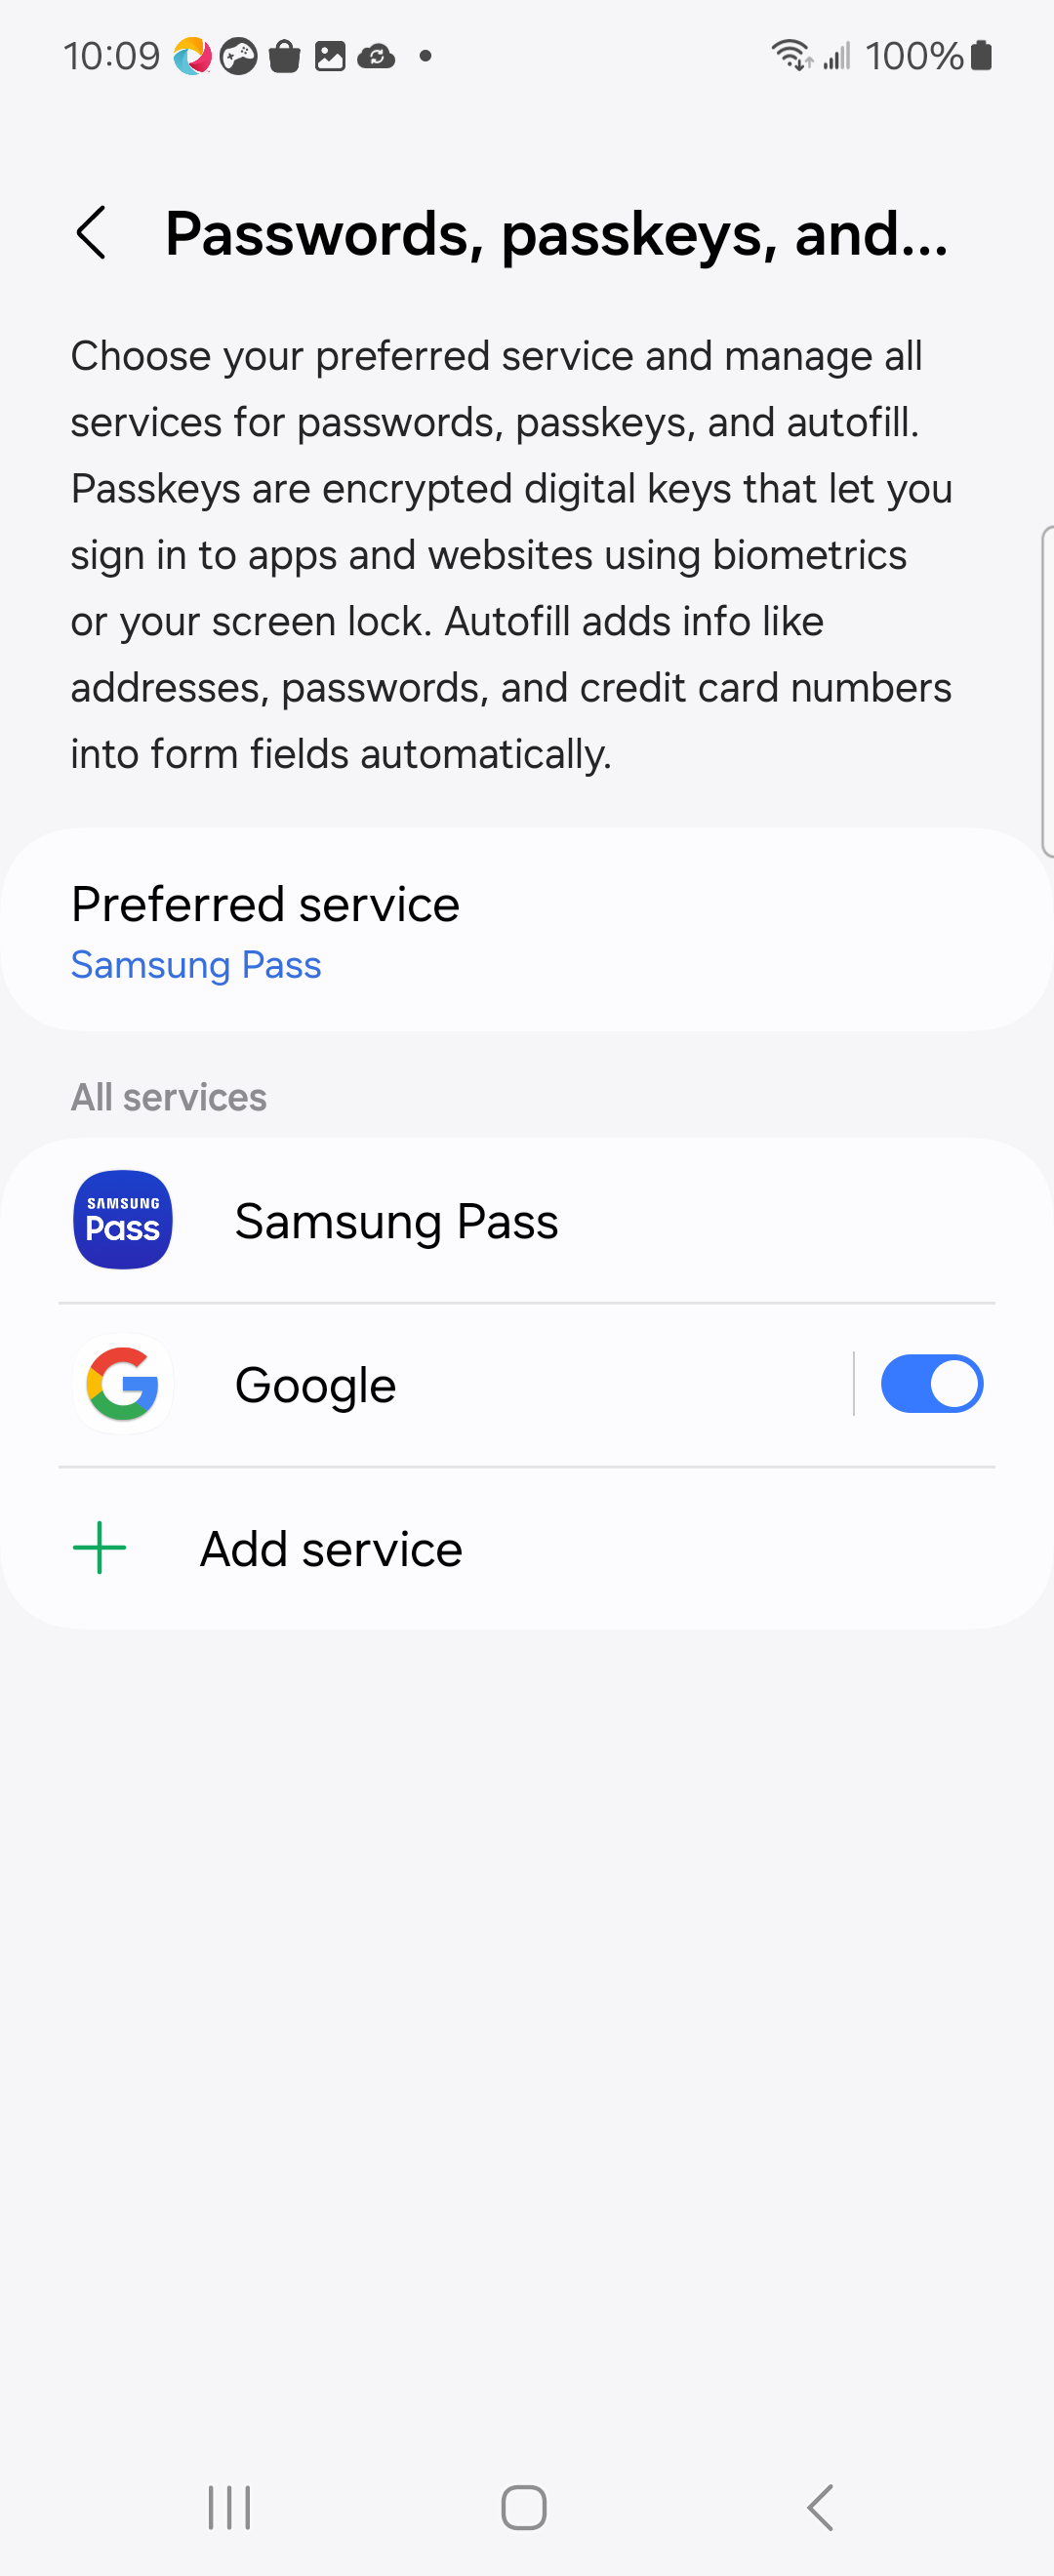 10:09
100%
Passwords, passkeys, and...
Choose your preferred service and manage all
services for passwords, passkeys, and autofill.
Passkeys are encrypted digital keys that let you
sign in to apps and websites using biometrics
or your screen lock. Autofill adds info like
addresses, passwords, and credit card numbers
into form fields automatically.
Preferred service
Samsung Pass
All services
SAMSUNG
Pass
Samsung Pass
Google
Add service